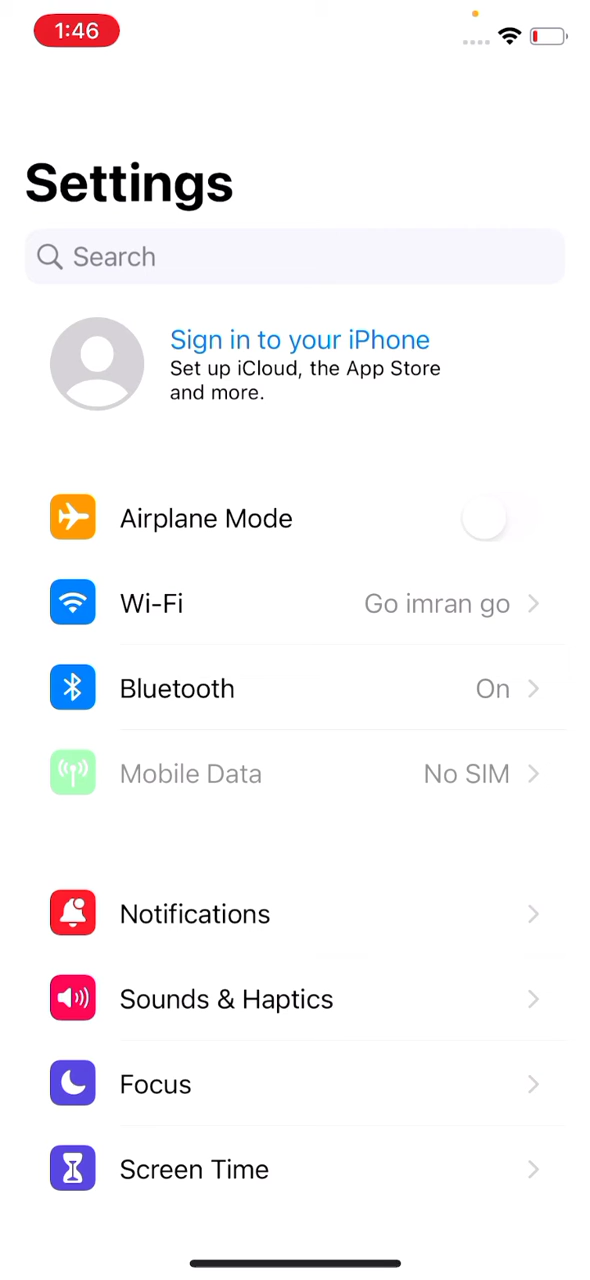 1:46
Settings
Search
Sign in to your iPhone
Set up iCloud, the App Store
and more.
Airplane Mode
Wi-Fi Go imran go
Bluetooth On
Mobile Data No SIM
Notifications
Sounds & Haptics
Focus
Screen Time